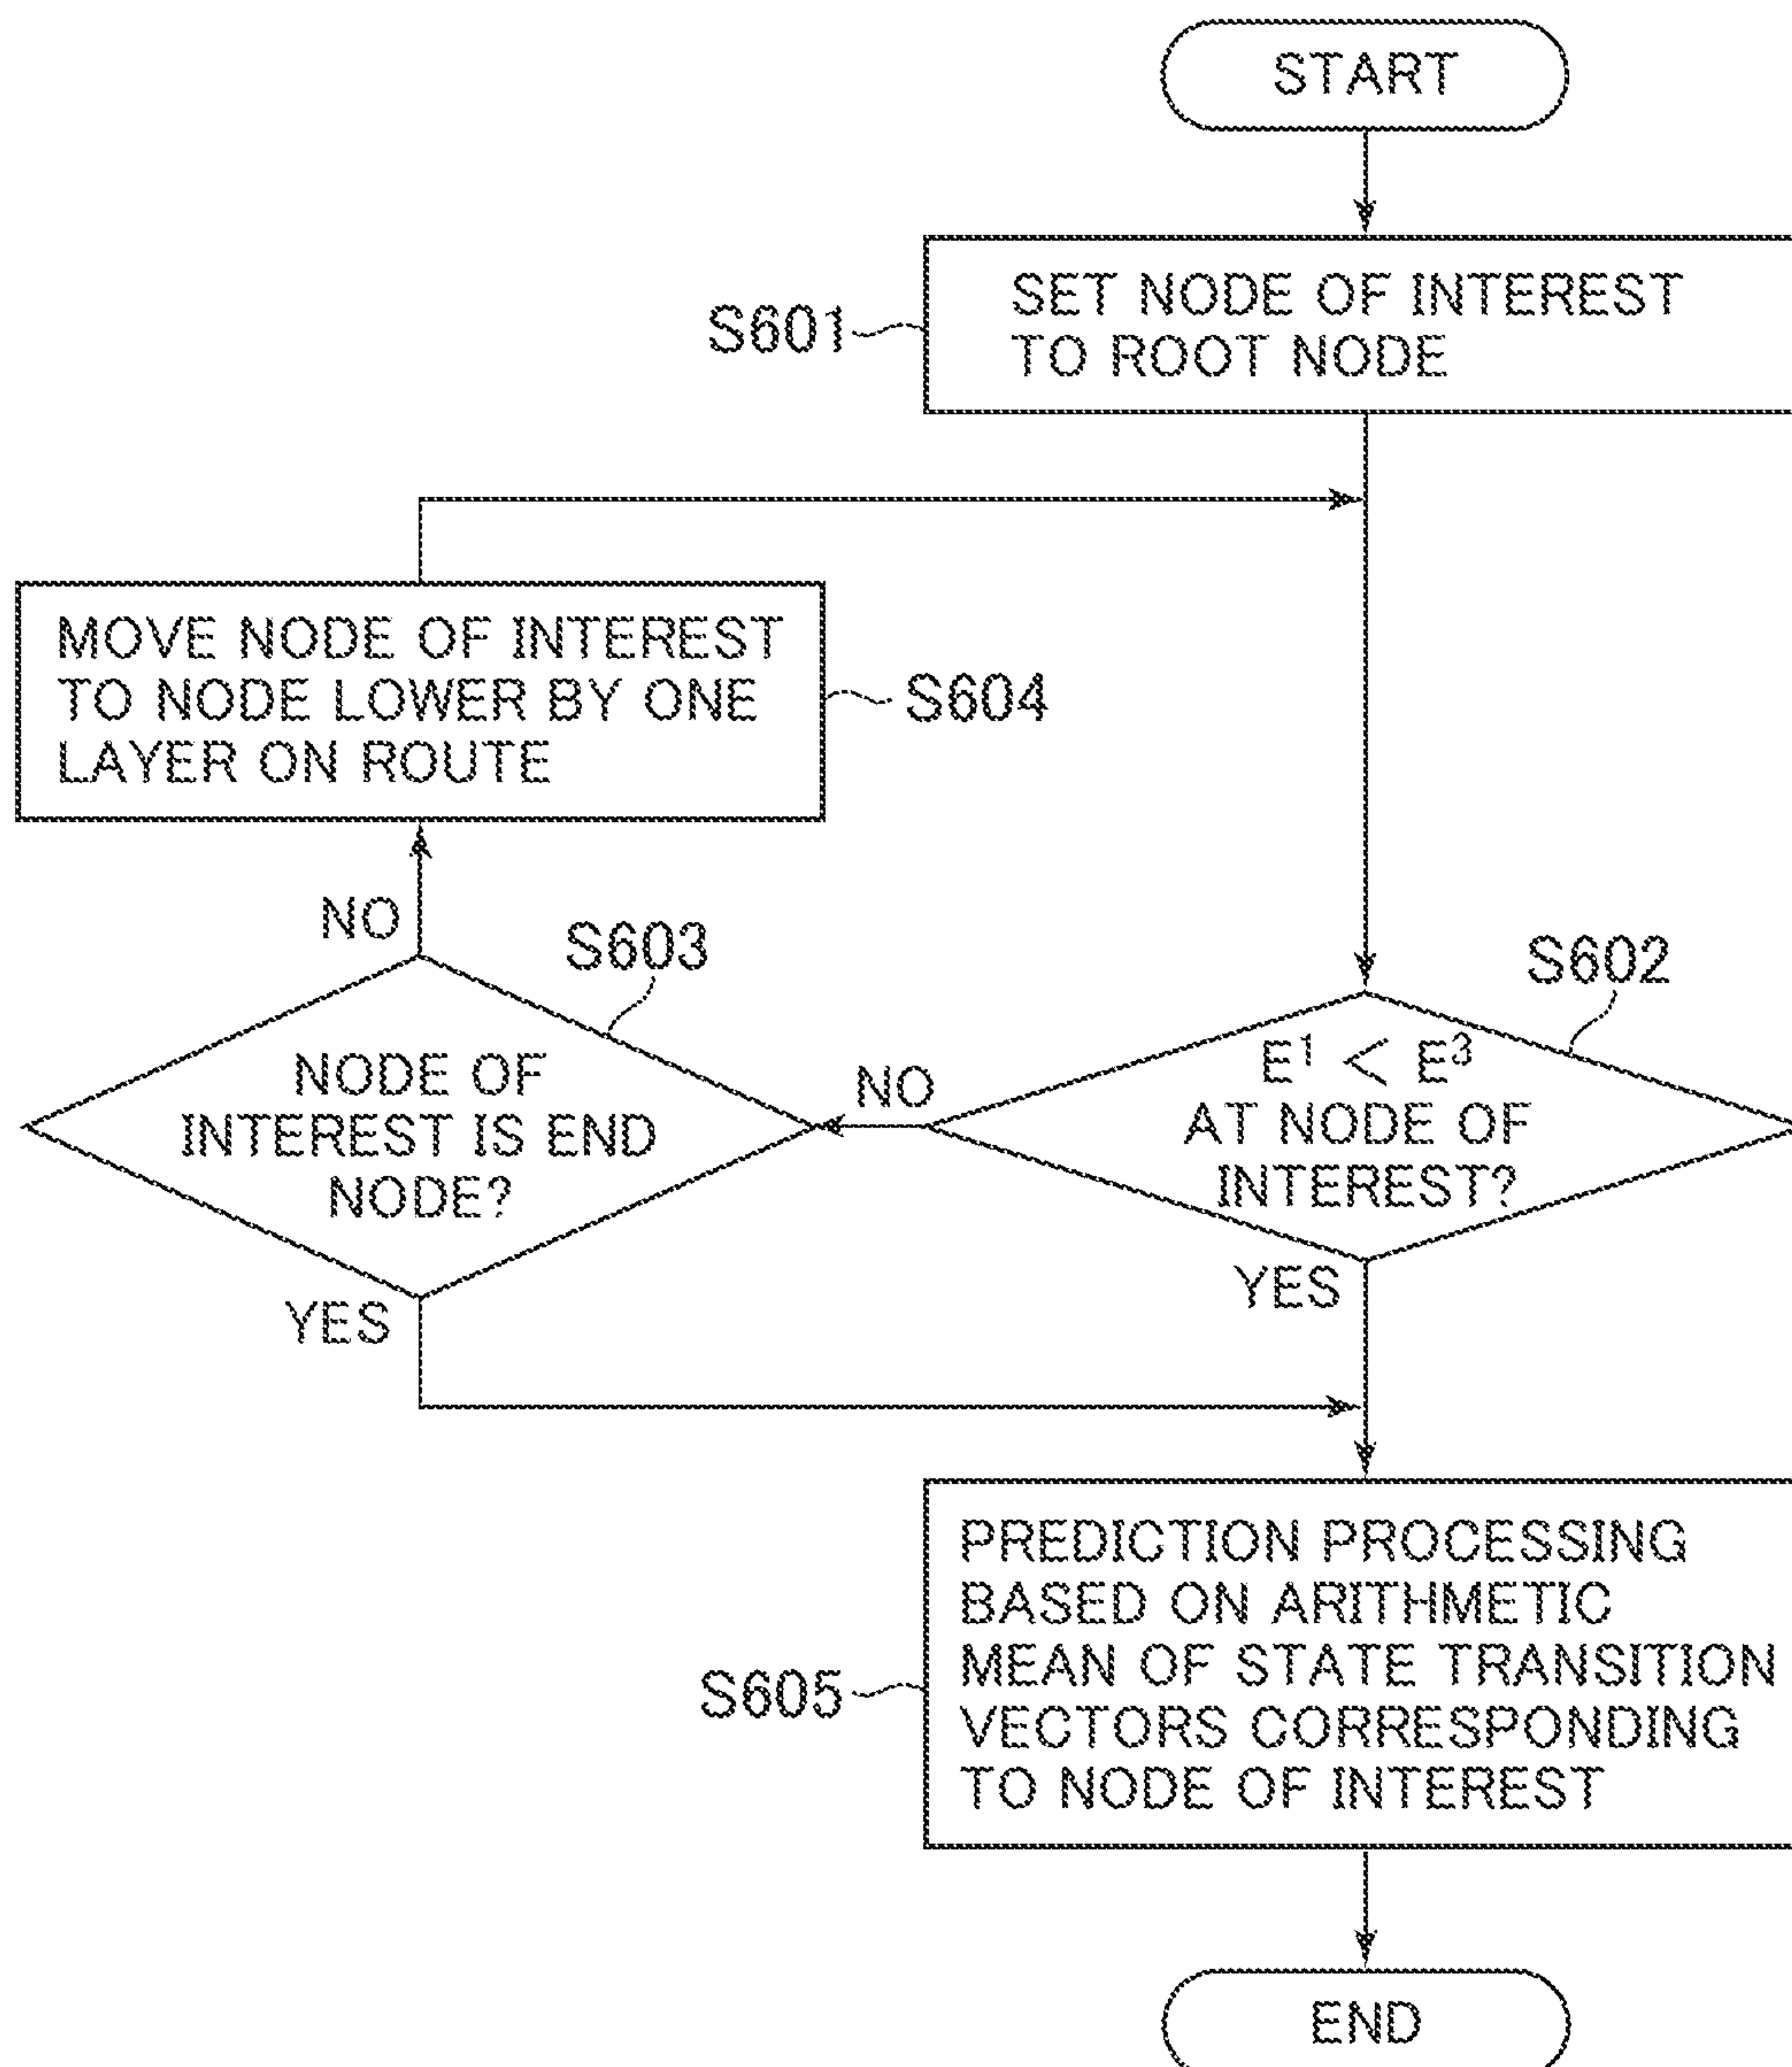 START
SET NODE OF INTEREST
TO ROOT NODE
S601
MOVE NODE OF INTEREST
TO NODE LOWER BY ONE
LAYER ON ROUTE
S604
NO
S603
NODE OF
INTEREST IS END
NODE?
YES
NO
S602
E¹ < E³
AT NODE OF
INTEREST?
YES
S605
PREDICTION PROCESSING
BASED ON ARITHMETIC
MEAN OF STATE TRANSITION
VECTORS CORRESPONDING
TO NODE OF INTEREST
END